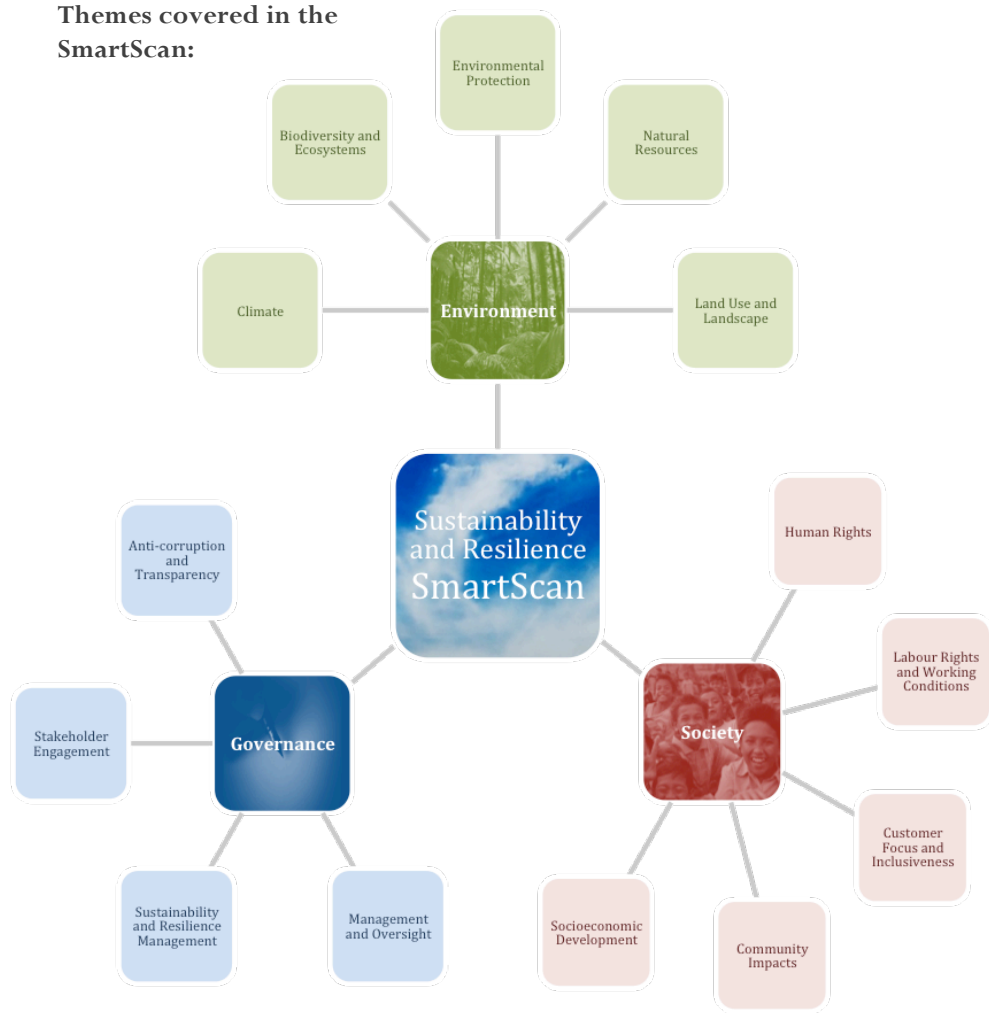 Themes covered in the
SmartScan:
Environmental
Protection
Biodiversity and
Ecosystems
Natural
Resources
Climate
Environment
Land Use and
Landscape
Sustainability
and Resilience
SmartScan
Anti-corruption
and
Transparency
Stakeholder
Engagement
Governance
Sustainability
and Resilience
Management
Management
and Oversight
Human Rights
Labour Rights
and Working
Conditions
Society
Customer
Focus and
Inclusiveness
Socioeconomic
Development
Community
Impacts